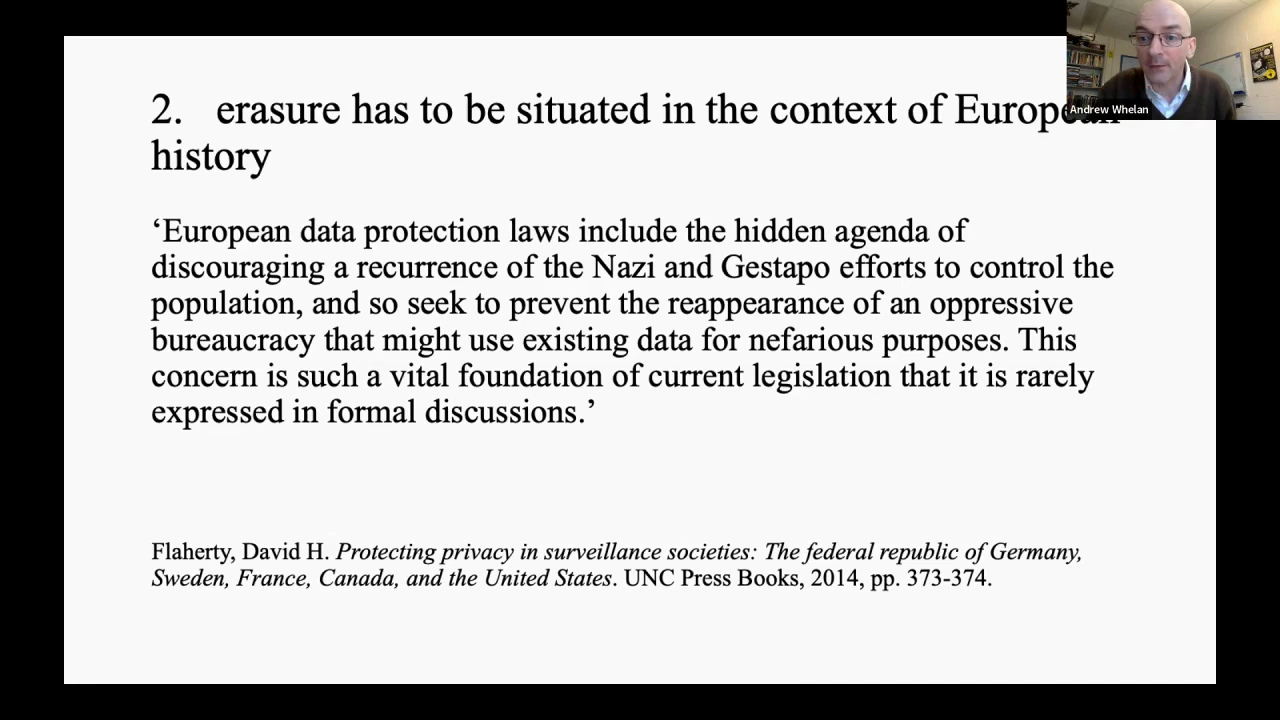 2. erasure has to be situated in the context of European
history
‘European data protection laws include the hidden agenda of
discouraging a recurrence of the Nazi and Gestapo efforts to control the
population, and so seek to prevent the reappearance of an oppressive
bureaucracy that might use existing data for nefarious purposes. This
concern is such a vital foundation of current legislation that it is rarely
expressed in formal discussions.’
Flaherty, David H. Protecting privacy in surveillance societies: The federal republic of Germany,
Sweden, France, Canada, and the United States. UNC Press Books, 2014, pp. 373-374.
Andrew Whelan